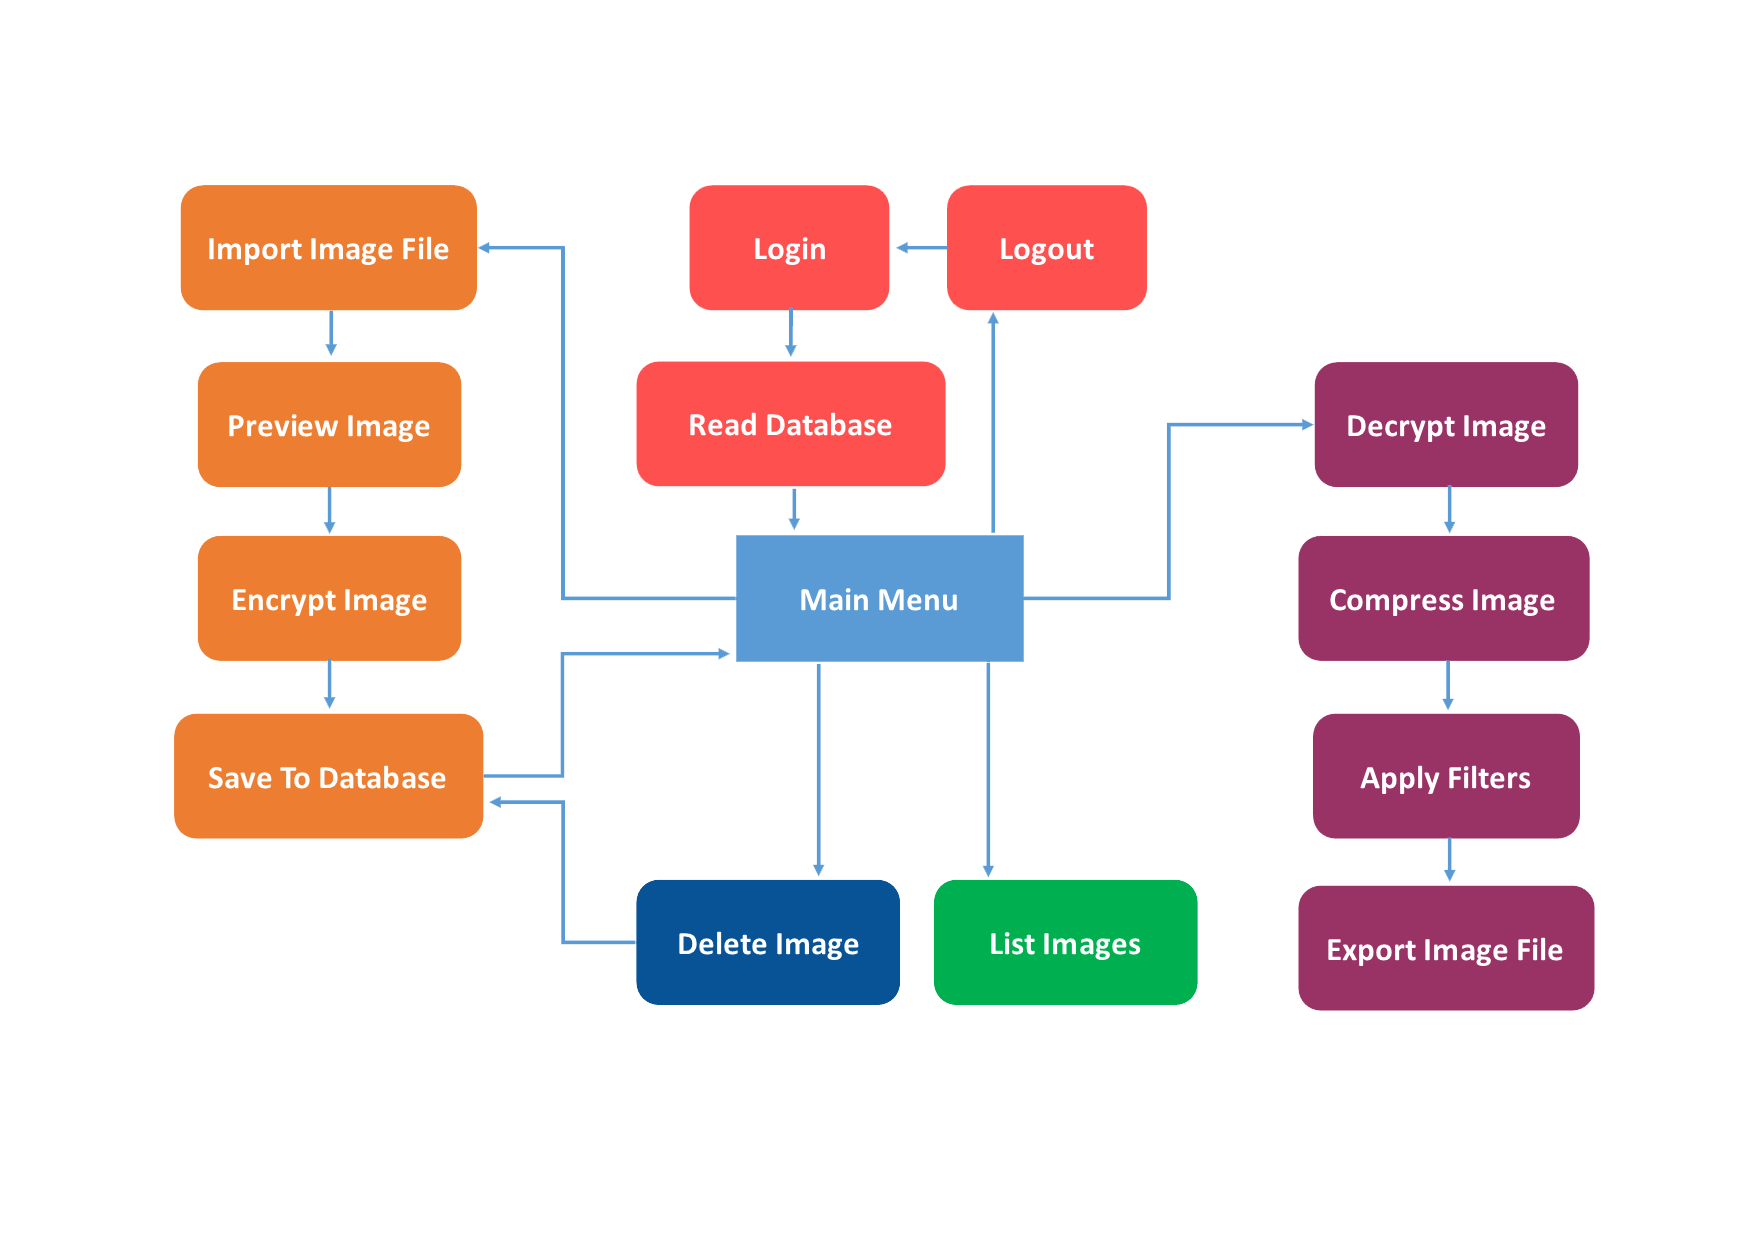 Import Image File
Login
Logout
Preview Image
Read Database
Decrypt Image
Encrypt Image
Main Menu
Compress Image
Save To Database
Apply Filters
Delete Image
List Images
Export Image File